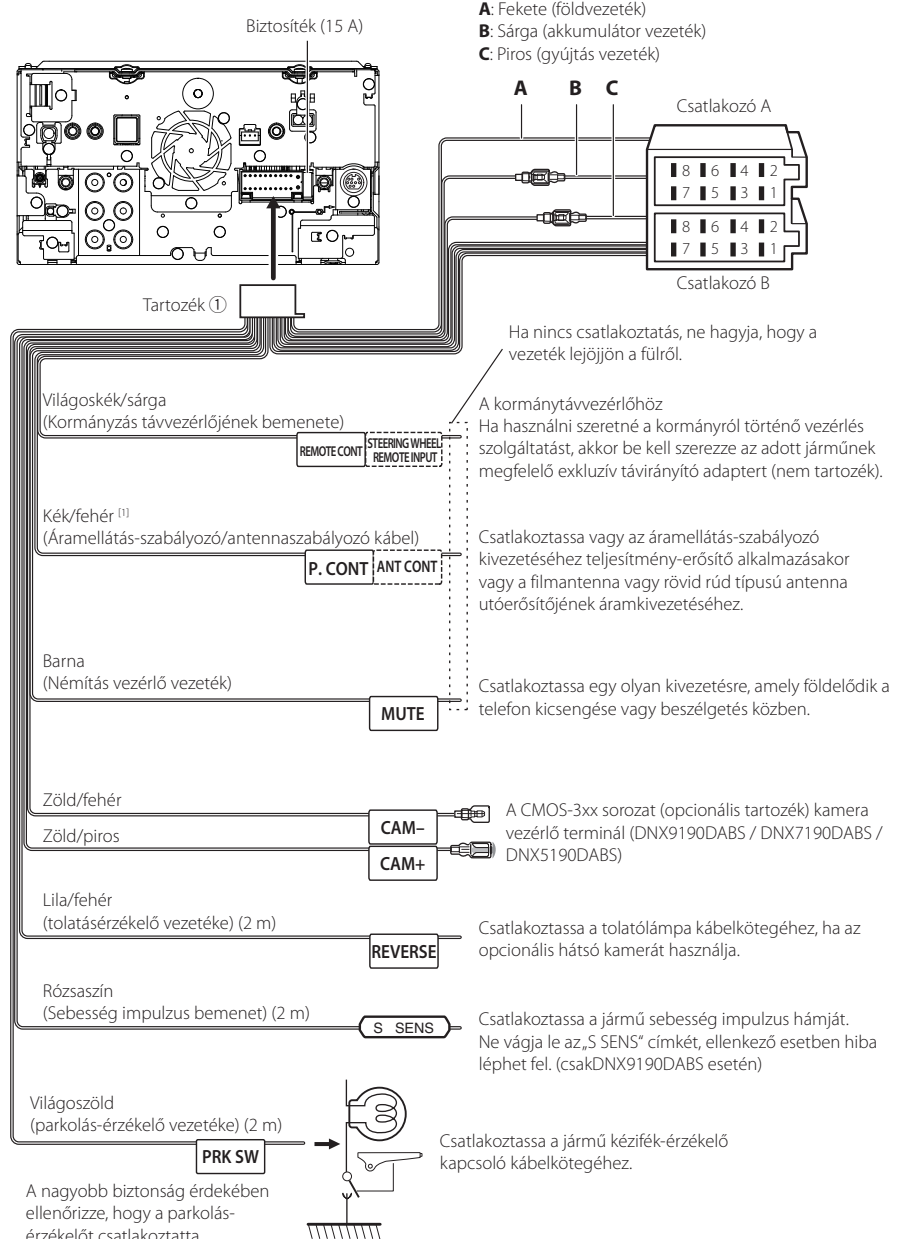 A: Fekete (földvezeték)
B: Sárga (akkumulátor vezeték)
C: Piros (gyújtás vezeték)
Biztosíték (15 A)
A B C
Csatlakozó A
8 6 4 2
7 5 3 1
8 6 4 2
7 5 3 1
Csatlakozó B
Tartozék ①
Ha nincs csatlakoztatás, ne hagyja, hogy a
vezeték lejöjjön a fülről.
Világoskék/sárga
(Kormányzás távvezérlőjének bemenete)
REMOTE CONT
STEERING WHEEL
REMOTE INPUT
A kormánytávvezérlőhöz
Ha használni szeretné a kormányról történő vezérlés
szolgáltatást, akkor be kell szerezze az adott járműnek
megfelelő exkluzív távirányító adaptert (nem tartozék).
Kék/fehér [1]
(Áramellátás-szabályozó/antennaszabályozó kábel)
P. CONT ANT CONT
Csatlakoztassa vagy az áramellátás-szabályozó
kivezetéséhez teljesítmény-erősítő alkalmazásakor
vagy a filmantenna vagy rövid rúd típusú antenna
utóerősítőjének áramkivezetéséhez.
Barna
(Némítás vezérlő vezeték)
MUTE
Csatlakoztassa egy olyan kivezetésre, amely földelődik a
telefon kicsengése vagy beszélgetés közben.
Zöld/fehér
CAM–
Zöld/piros
CAM+
A CMOS-3xx sorozat (opcionális tartozék) kamera
vezérlő terminál (DNX9190DABS / DNX7190DABS /
DNX5190DABS)
Lila/fehér
(tolatásérzékelő vezetéke) (2 m)
REVERSE
Csatlakoztassa a tolatólámpa kábelkötegéhez, ha az
opcionális hátsó kamerát használja.
Rózsaszín
(Sebesség impulzus bemenet) (2 m)
S SENS
Csatlakoztassa a jármű sebesség impulzus hámját.
Ne vágja le az„S SENS“ címkét, ellenkező esetben hiba
léphet fel. (csakDNX9190DABS esetén)
Világoszöld
(parkolás-érzékelő vezetéke) (2 m)
PRK SW
Csatlakoztassa a jármű kézifék-érzékelő
kapcsoló kábelkötegéhez.
A nagyobb biztonság érdekében
ellenőrizze, hogy a parkolás-
érzékelőt csatlakoztatta